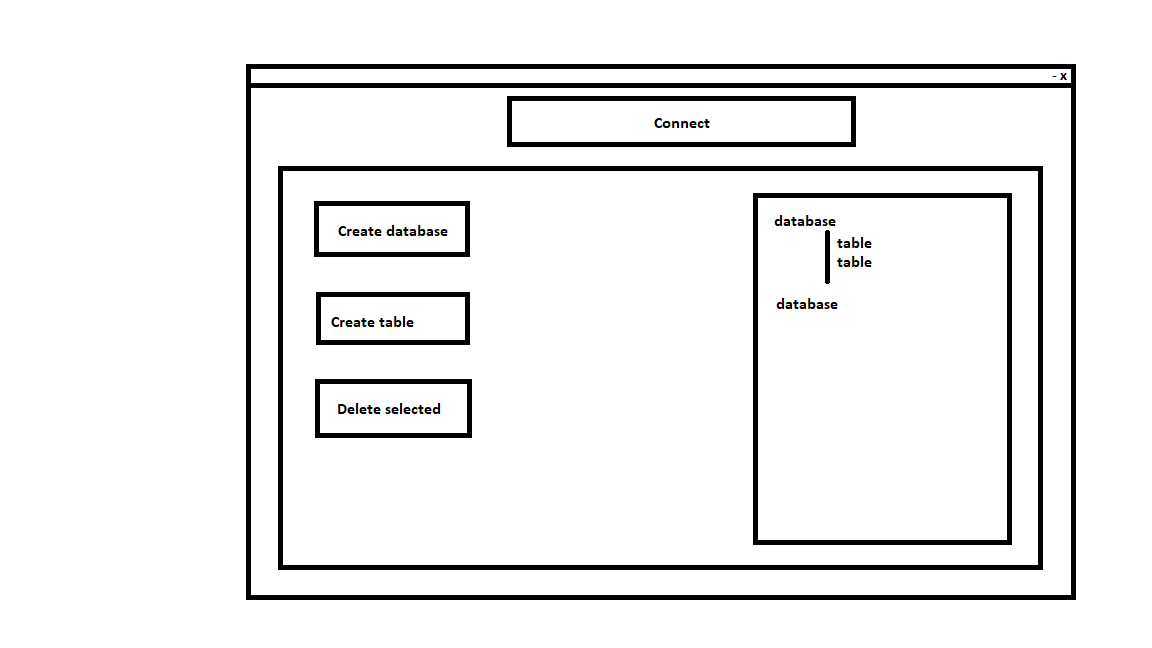 - x
Connect
Create database
Create table
Delete selected
database
table
table
database